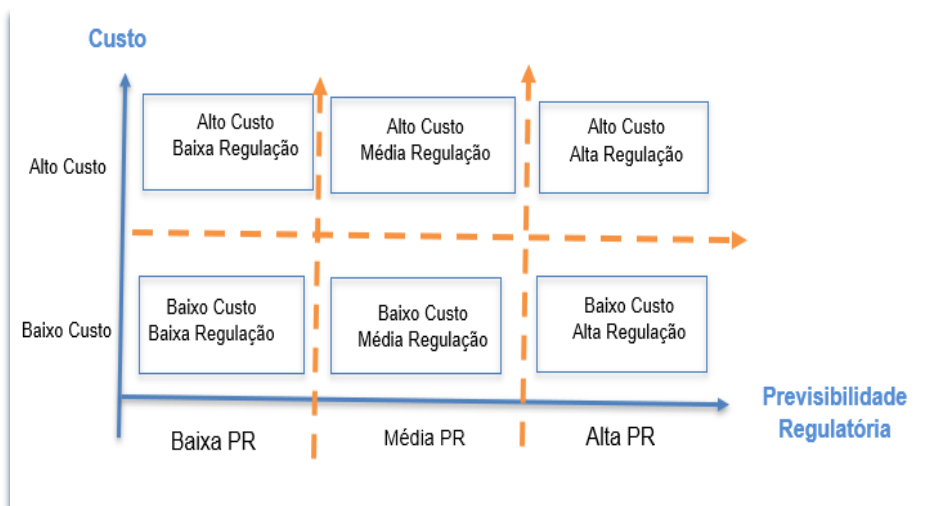 Custo
Alto Custo
Alto Custo
Baixa Regulação
Alto Custo
Média Regulação
Alto Custo
Alta Regulação
Baixo Custo
Baixo Custo
Baixa Regulação
Baixo Custo
Média Regulação
Baixo Custo
Alta Regulação
Previsibilidade
Regulatória
Baixa PR
Média PR
Alta PR